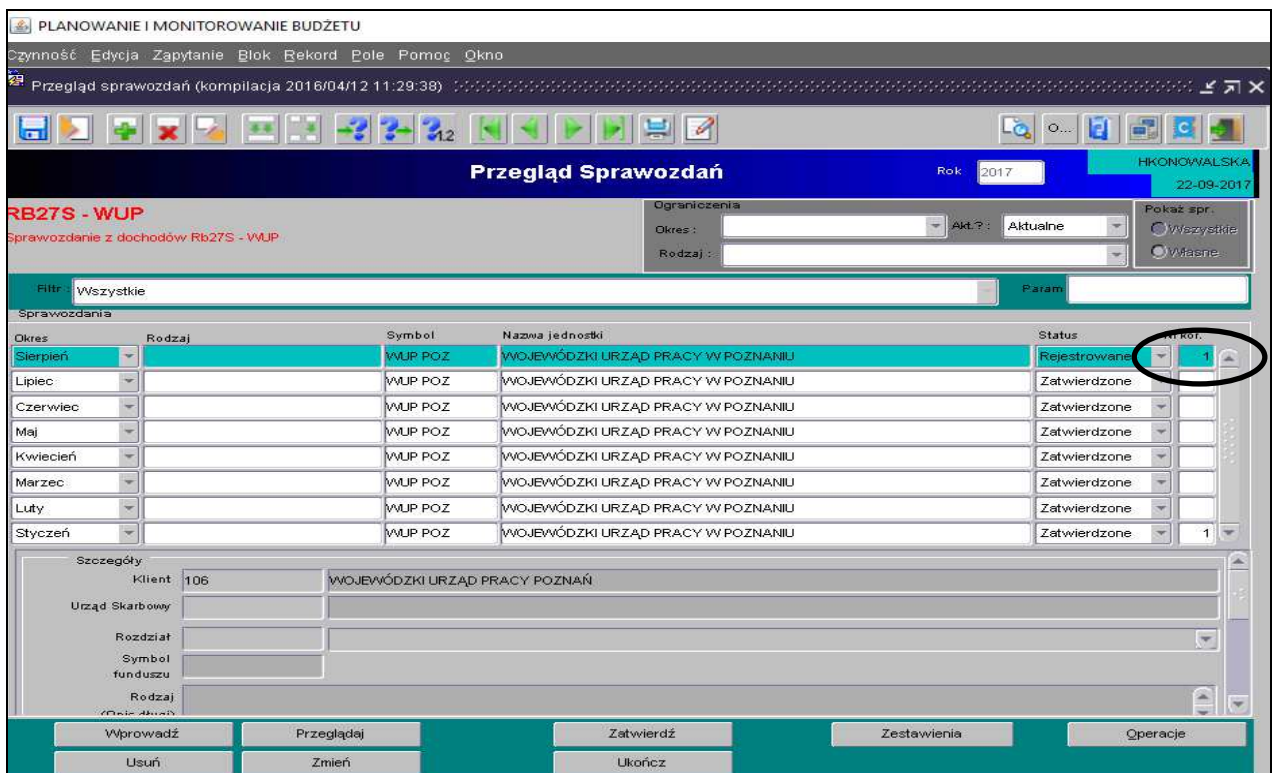 PLANOWANIE I MONITOROWANIE BUDŻETU
Czynność Edycja Zapytanie Blok Rekord Pole Pomoc Okno
Przegląd sprawozdań (kompilacja 2016/04/12 11:29:38)
O...
Przegląd Sprawozdań Rok 2017 HKONOWALSKA
22-09-2017
RB27S - WUP
Sprawozdanie z dochodów Rb27S - WUP
Ograniczenia Pokaż spr.
Okres : Akt.? : Aktualne Wszystkie
Rodzaj : Własne
Filtr : Wszystkie Param
Sprawozdania
Okres Rodzaj Symbol Nazwa jednostki Status Nr kor.
Sierpień WUP POZ WOJEWÓDZKI URZĄD PRACY W POZNANIU Rejestrowane 1
Lipiec WUP POZ WOJEWÓDZKI URZĄD PRACY W POZNANIU Zatwierdzone
Czerwiec WUP POZ WOJEWÓDZKI URZĄD PRACY W POZNANIU Zatwierdzone
Maj WUP POZ WOJEWÓDZKI URZĄD PRACY W POZNANIU Zatwierdzone
Kwiecień WUP POZ WOJEWÓDZKI URZĄD PRACY W POZNANIU Zatwierdzone
Marzec WUP POZ WOJEWÓDZKI URZĄD PRACY W POZNANIU Zatwierdzone
Luty WUP POZ WOJEWÓDZKI URZĄD PRACY W POZNANIU Zatwierdzone
Styczeń WUP POZ WOJEWÓDZKI URZĄD PRACY W POZNANIU Zatwierdzone 1
Szczegóły
Klient 106 WOJEWÓDZKI URZĄD PRACY POZNAŃ
Urząd Skarbowy
Rozdział
Symbol
funduszu
Rodzaj
(Opis długi)
Wprowadź Przeglądaj Zatwierdź Zestawienia Operacje
Usuń Zmień Ukończ